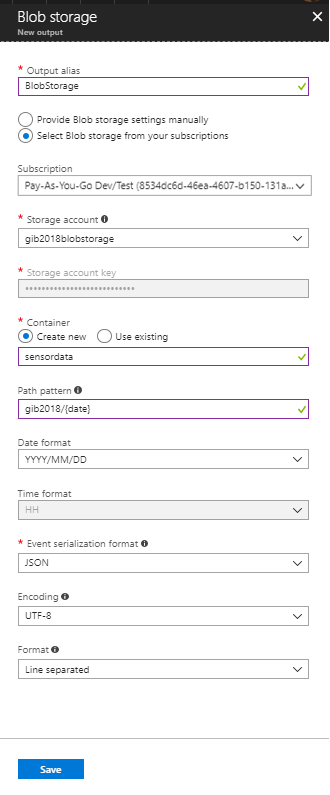 Blob storage
New output
* Output alias
BlobStorage
Provide Blob storage settings manually
Select Blob storage from your subscriptions
Subscription
Pay-As-You-Go Dev/Test (8534dc6d-46ea-4607-b150-131a...
* Storage account
gib2018blobstorage
* Storage account key
••••••••••••••••••••••••••••
* Container
Create new Use existing
sensordata
Path pattern
gib2018/{date}
Date format
YYYY/MM/DD
Time format
HH
* Event serialization format
JSON
Encoding
UTF-8
Format
Line separated
Save